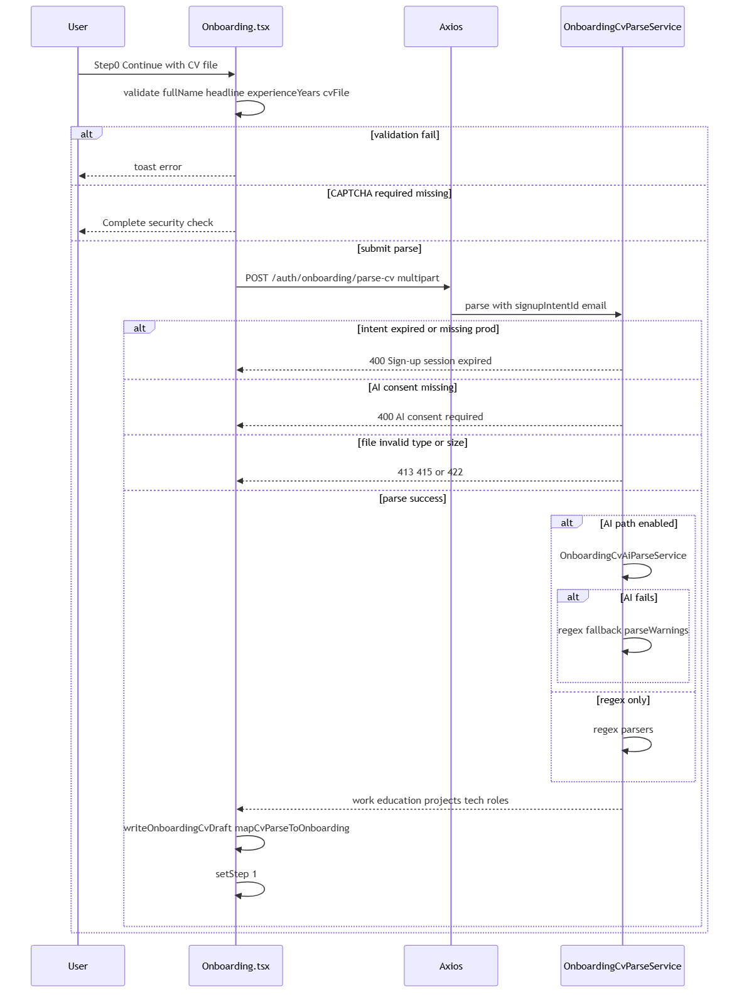 User
Onboarding.tsx
Axios
OnboardingCvParseService
Step0 Continue with CV file
validate fullName headline experienceYears cvFile
alt
[validation fail]
toast error
[CAPTCHA required missing]
Complete security check
[submit parse]
POST /auth/onboarding/parse-cv multipart
parse with signupIntentId email
alt
[intent expired or missing prod]
400 Sign-up session expired
[AI consent missing]
400 AI consent required
[file invalid type or size]
413 415 or 422
[parse success]
alt
[AI path enabled]
OnboardingCvAiParseService
alt
[AI fails]
regex fallback parseWarnings
[regex only]
regex parsers
work education projects tech roles
writeOnboardingCvDraft mapCvParseToOnboarding
setStep 1
User
Onboarding.tsx
Axios
OnboardingCvParseService